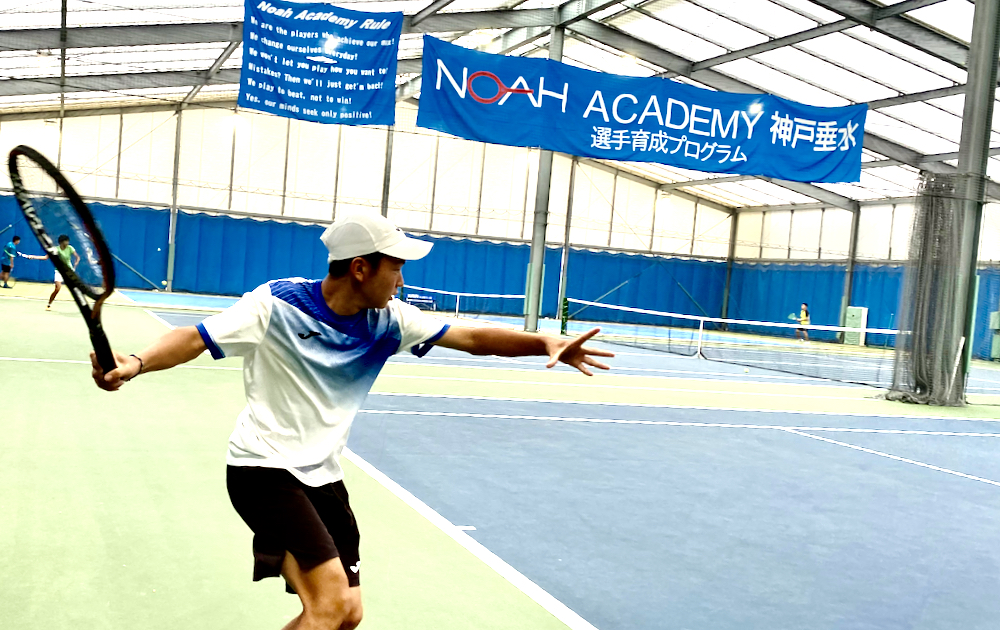 Noah Academy Rule
We are the players who achieve our must
We change ourselves everyday!
We won't let you play how you want to!
Mistakes? Then we'll just get'm back!
We play to beat, not to win!
Yes, our minds seek only positive!
NOAH ACADEMY 神戸垂水
選手育成プログラム